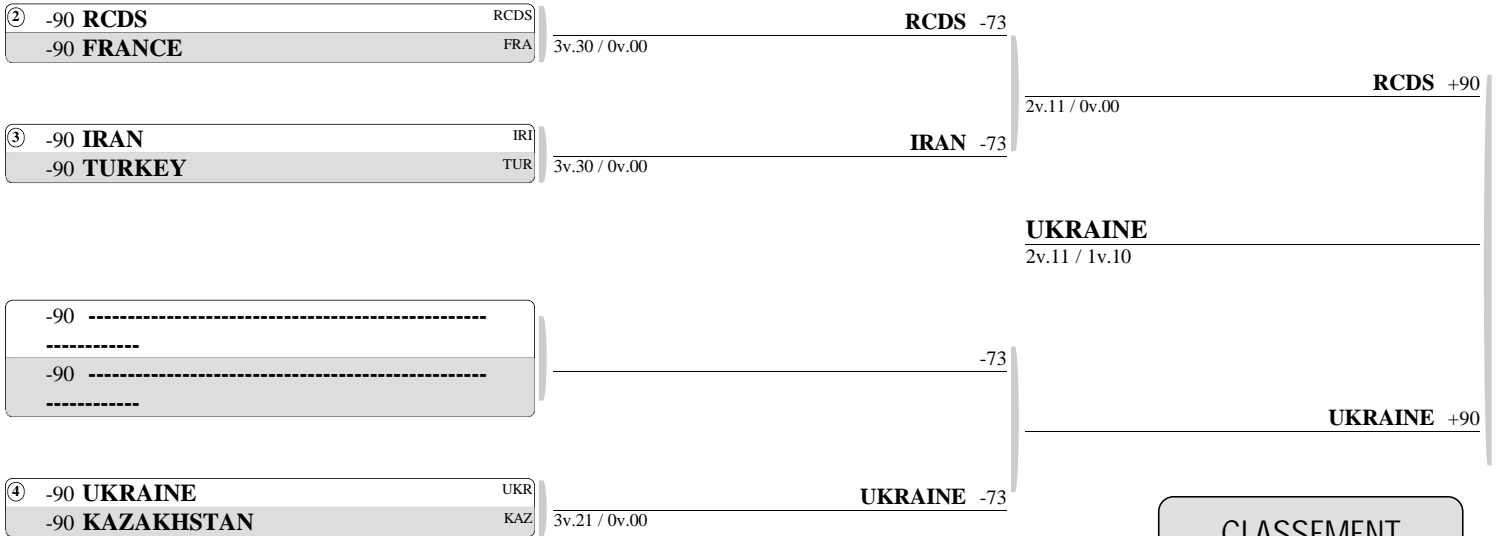 ② -90 RCDS RCDS
-90 FRANCE FRA
RCDS -73
3v.30 / 0v.00
RCDS +90
2v.11 / 0v.00
③ -90 IRAN IRI
-90 TURKEY TUR
IRAN -73
3v.30 / 0v.00
UKRAINE
2v.11 / 1v.10
-90 ---------------------------------------------------
------------
-90 ---------------------------------------------------
------------
-73
UKRAINE +90
④ -90 UKRAINE UKR
-90 KAZAKHSTAN KAZ
UKRAINE -73
3v.21 / 0v.00
CLASSEMENT